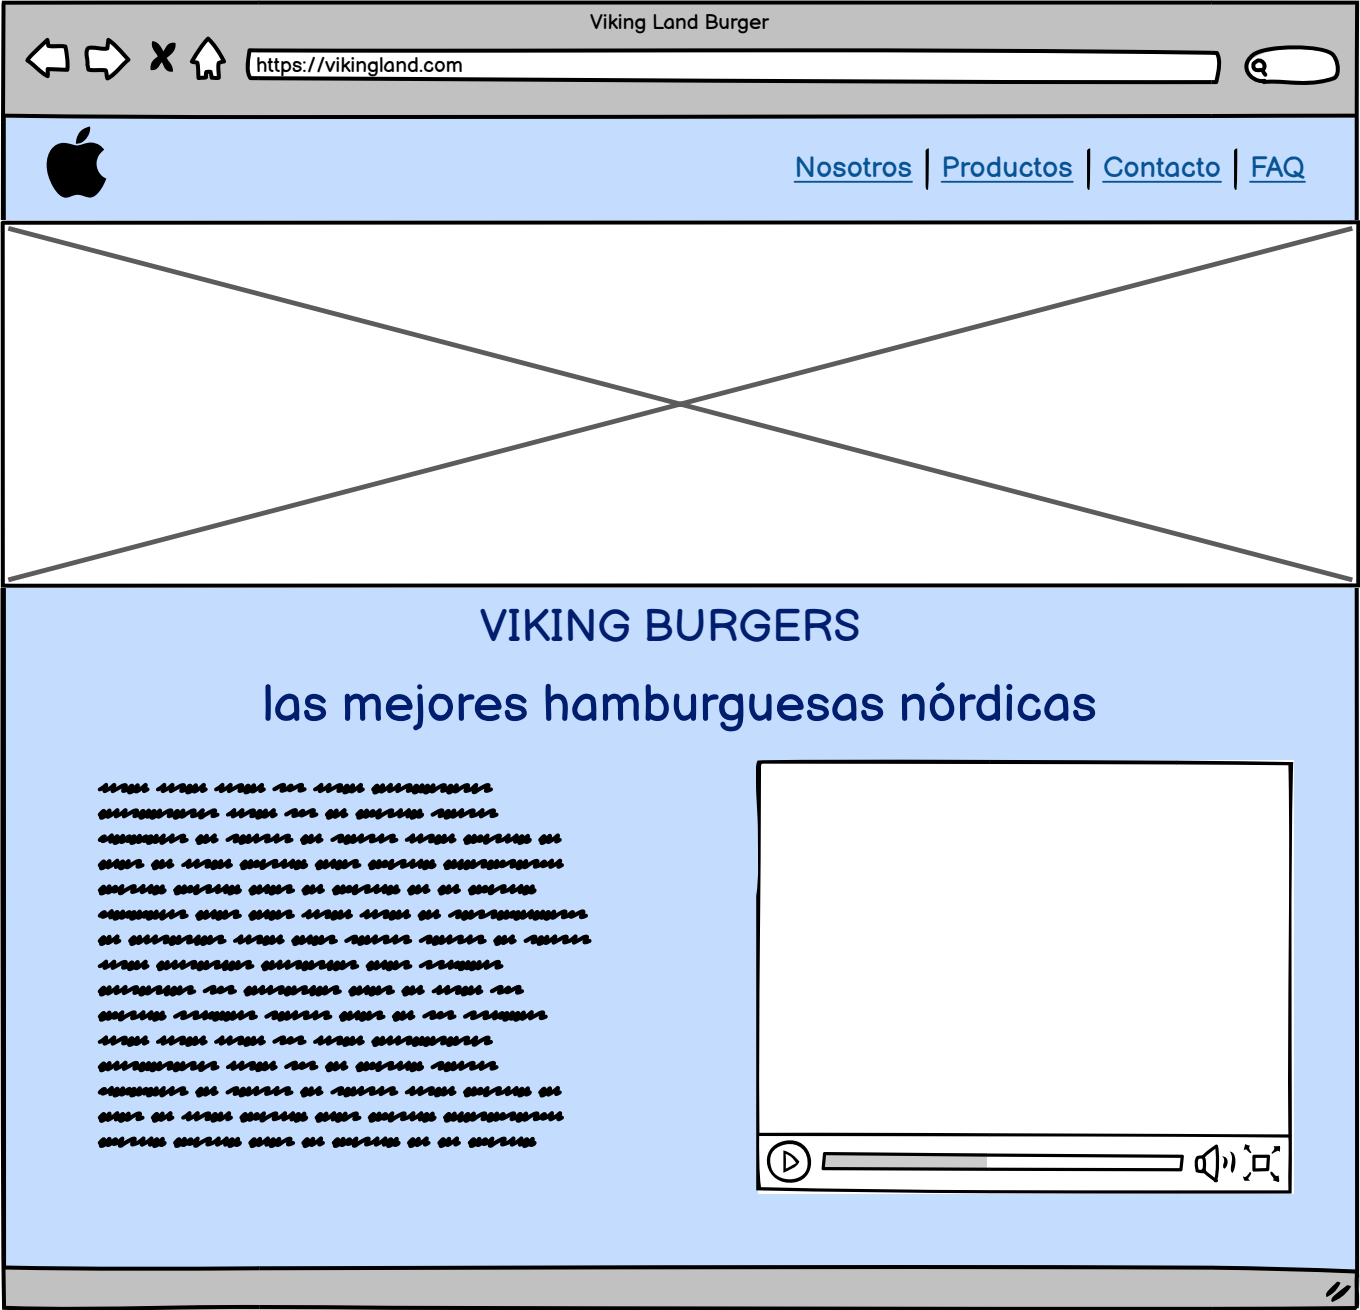 Viking Land Burger
https://vikingland.com
Nosotros | Productos | Contacto | FAQ
VIKING BURGERS
las mejores hamburguesas nórdicas